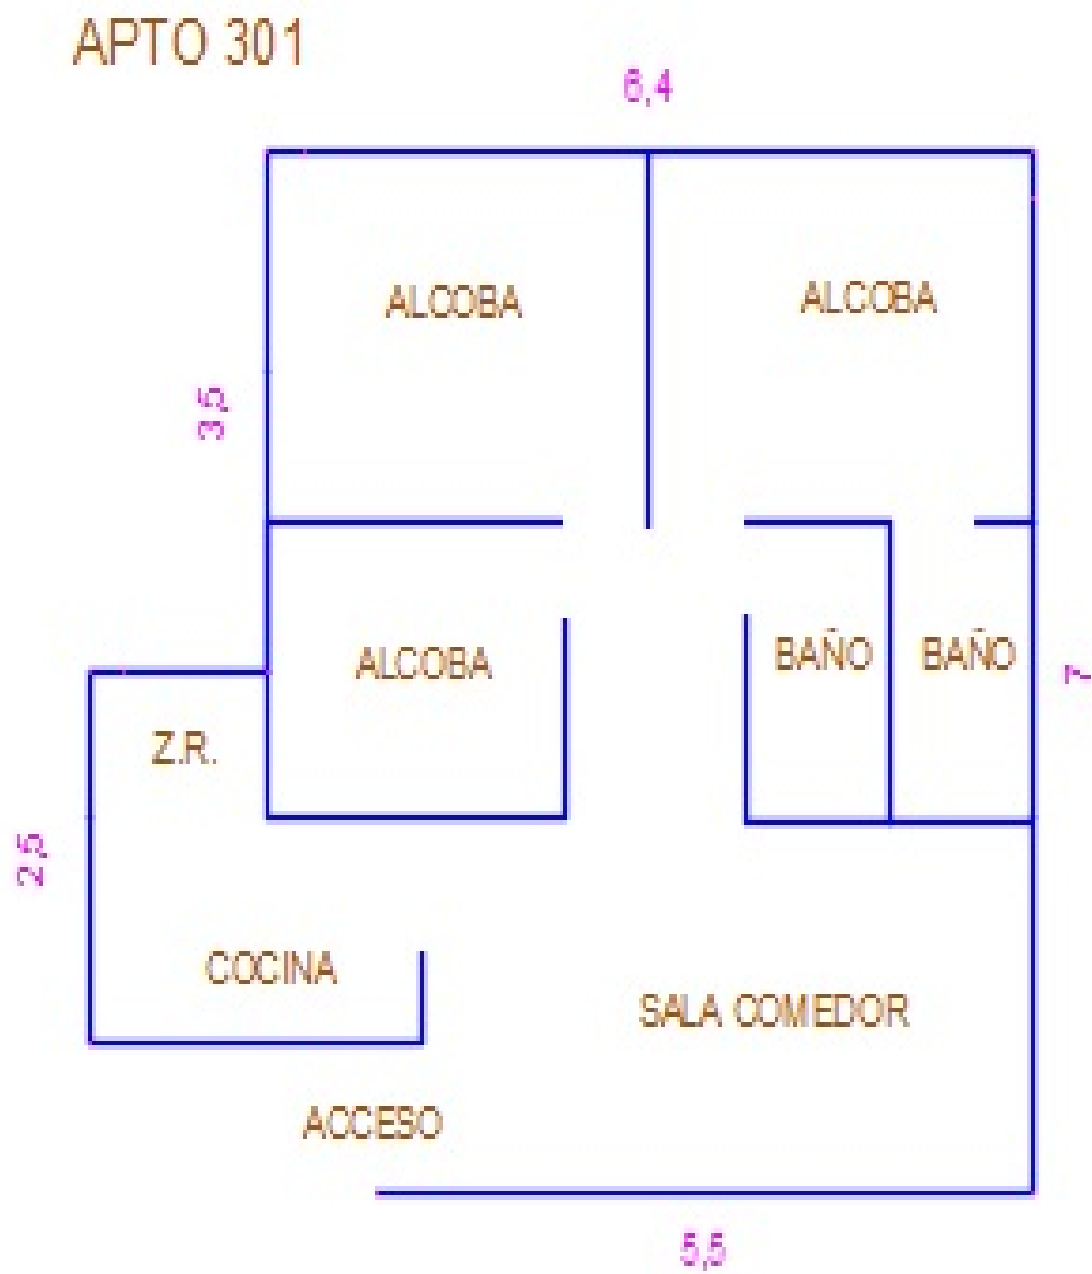 APTO 301
6,4
ALCOBA
ALCOBA
3,5
ALCOBA
BAÑO
BAÑO
7
Z.R.
2,5
COCINA
SALA COMEDOR
ACCESO
5,5